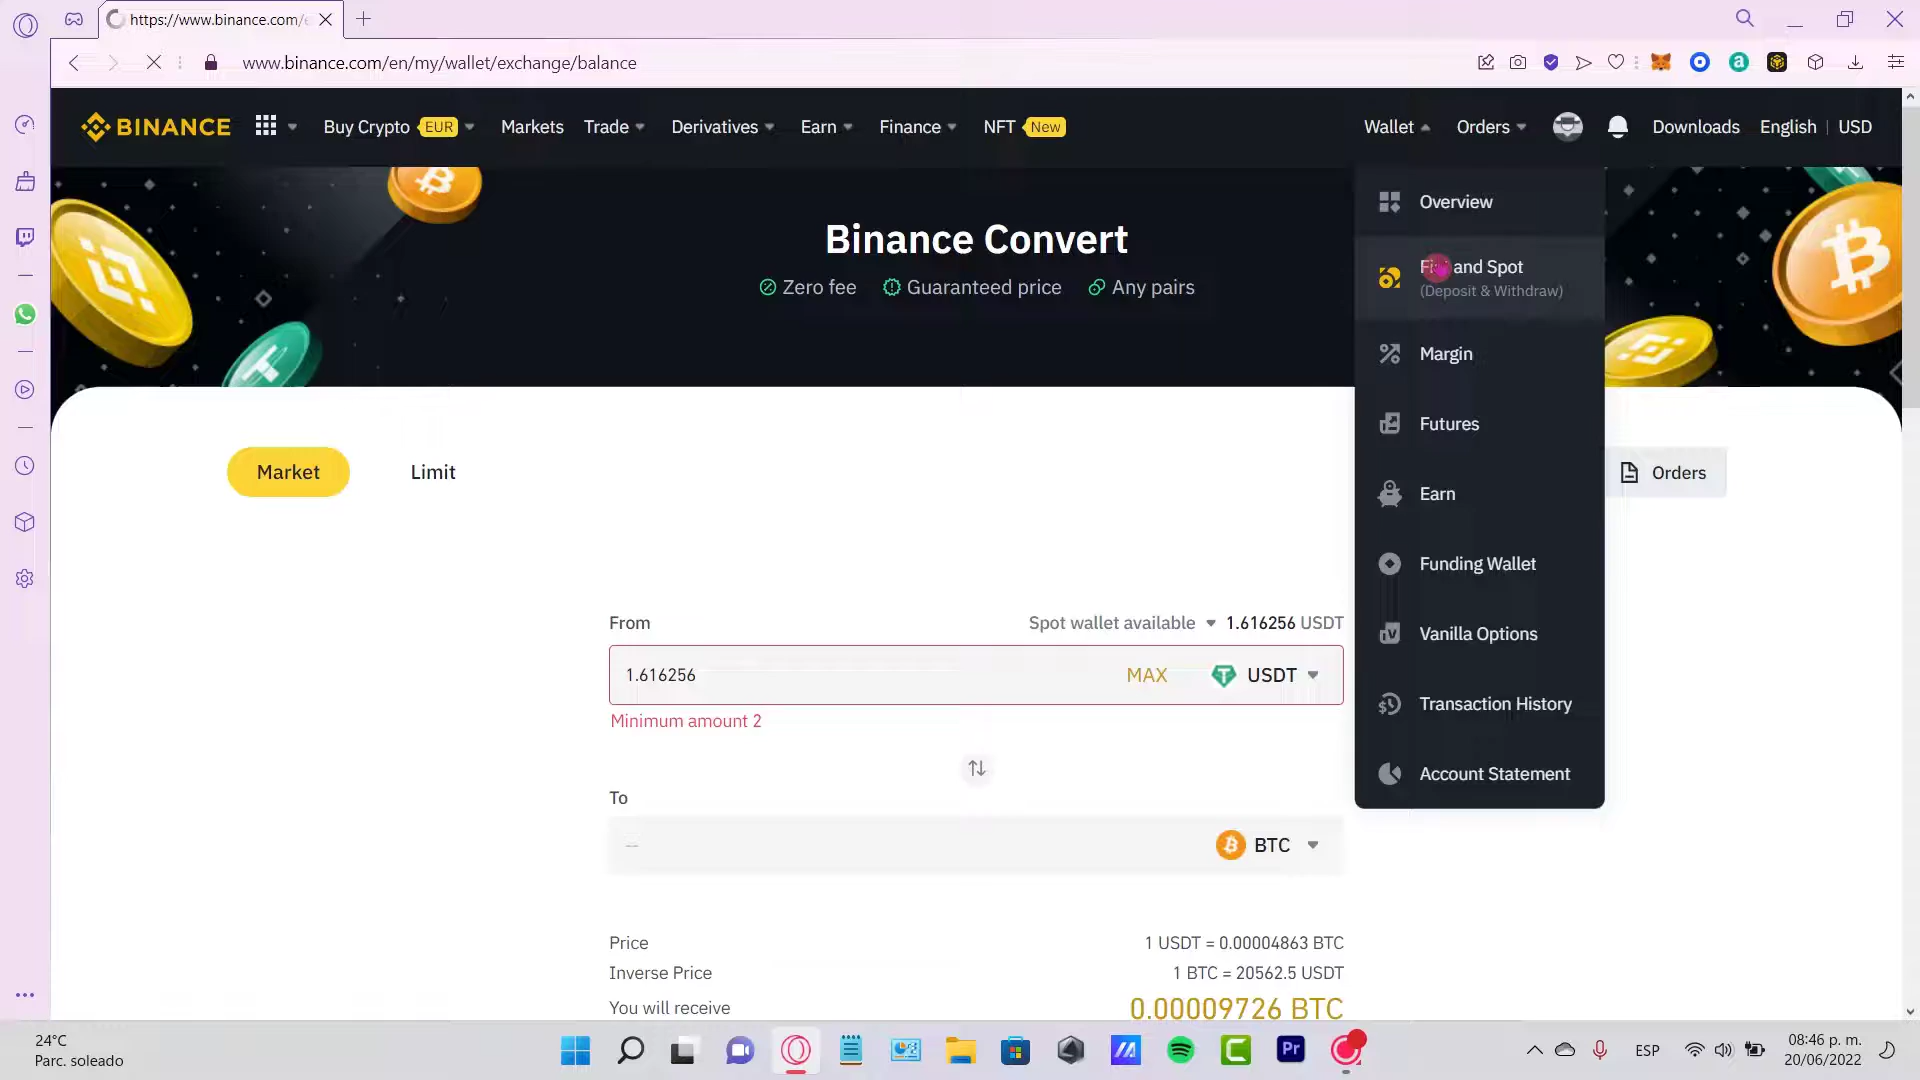 https://www.binance.com/e
www.binance.com/en/my/wallet/exchange/balance
BINANCE
Buy Crypto EUR
Markets
Trade
Derivatives
Earn
Finance
NFT New
Wallet
Orders
Downloads
English | USD
Binance Convert
Zero fee
Guaranteed price
Any pairs
Overview
and Spot
(Deposit & Withdraw)
Margin
Futures
Earn
Funding Wallet
Vanilla Options
Transaction History
Account Statement
Market
Limit
Orders
From
Spot wallet available 1.616256 USDT
1.616256
MAX
USDT
Minimum amount 2
To
BTC
Price
1 USDT = 0.00004863 BTC
Inverse Price
1 BTC = 20562.5 USDT
You will receive
0.00009726 BTC
24°C
Parc. soleado
Pr
ESP
08:46 p. m.
20/06/2022